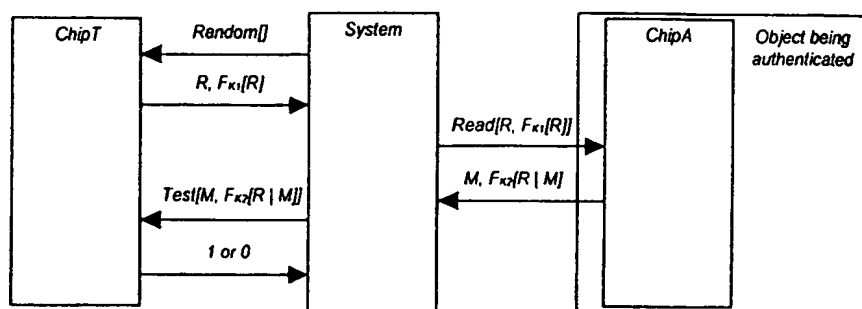 ChipT
System
ChipA
Object being
authenticated
Random[]
R, FK1[R]
Read[R, FK1[R]]
M, FK2[R | M]
Test[M, FK2[R | M]]
1 or 0